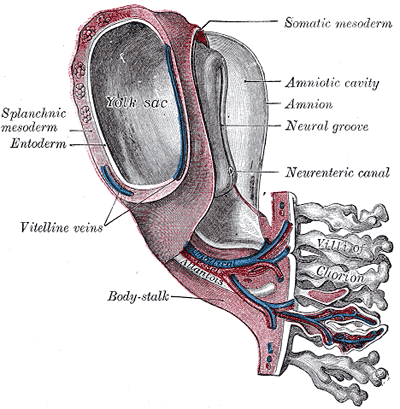 Somatic mesoderm
Amniotic cavity
Amnion
Neural groove
Neurenteric canal
Yolk sac
Splanchnic
mesoderm
Entoderm
Vitelline veins
Villi of
Chorion
Umbilical
Allantois
Body-stalk